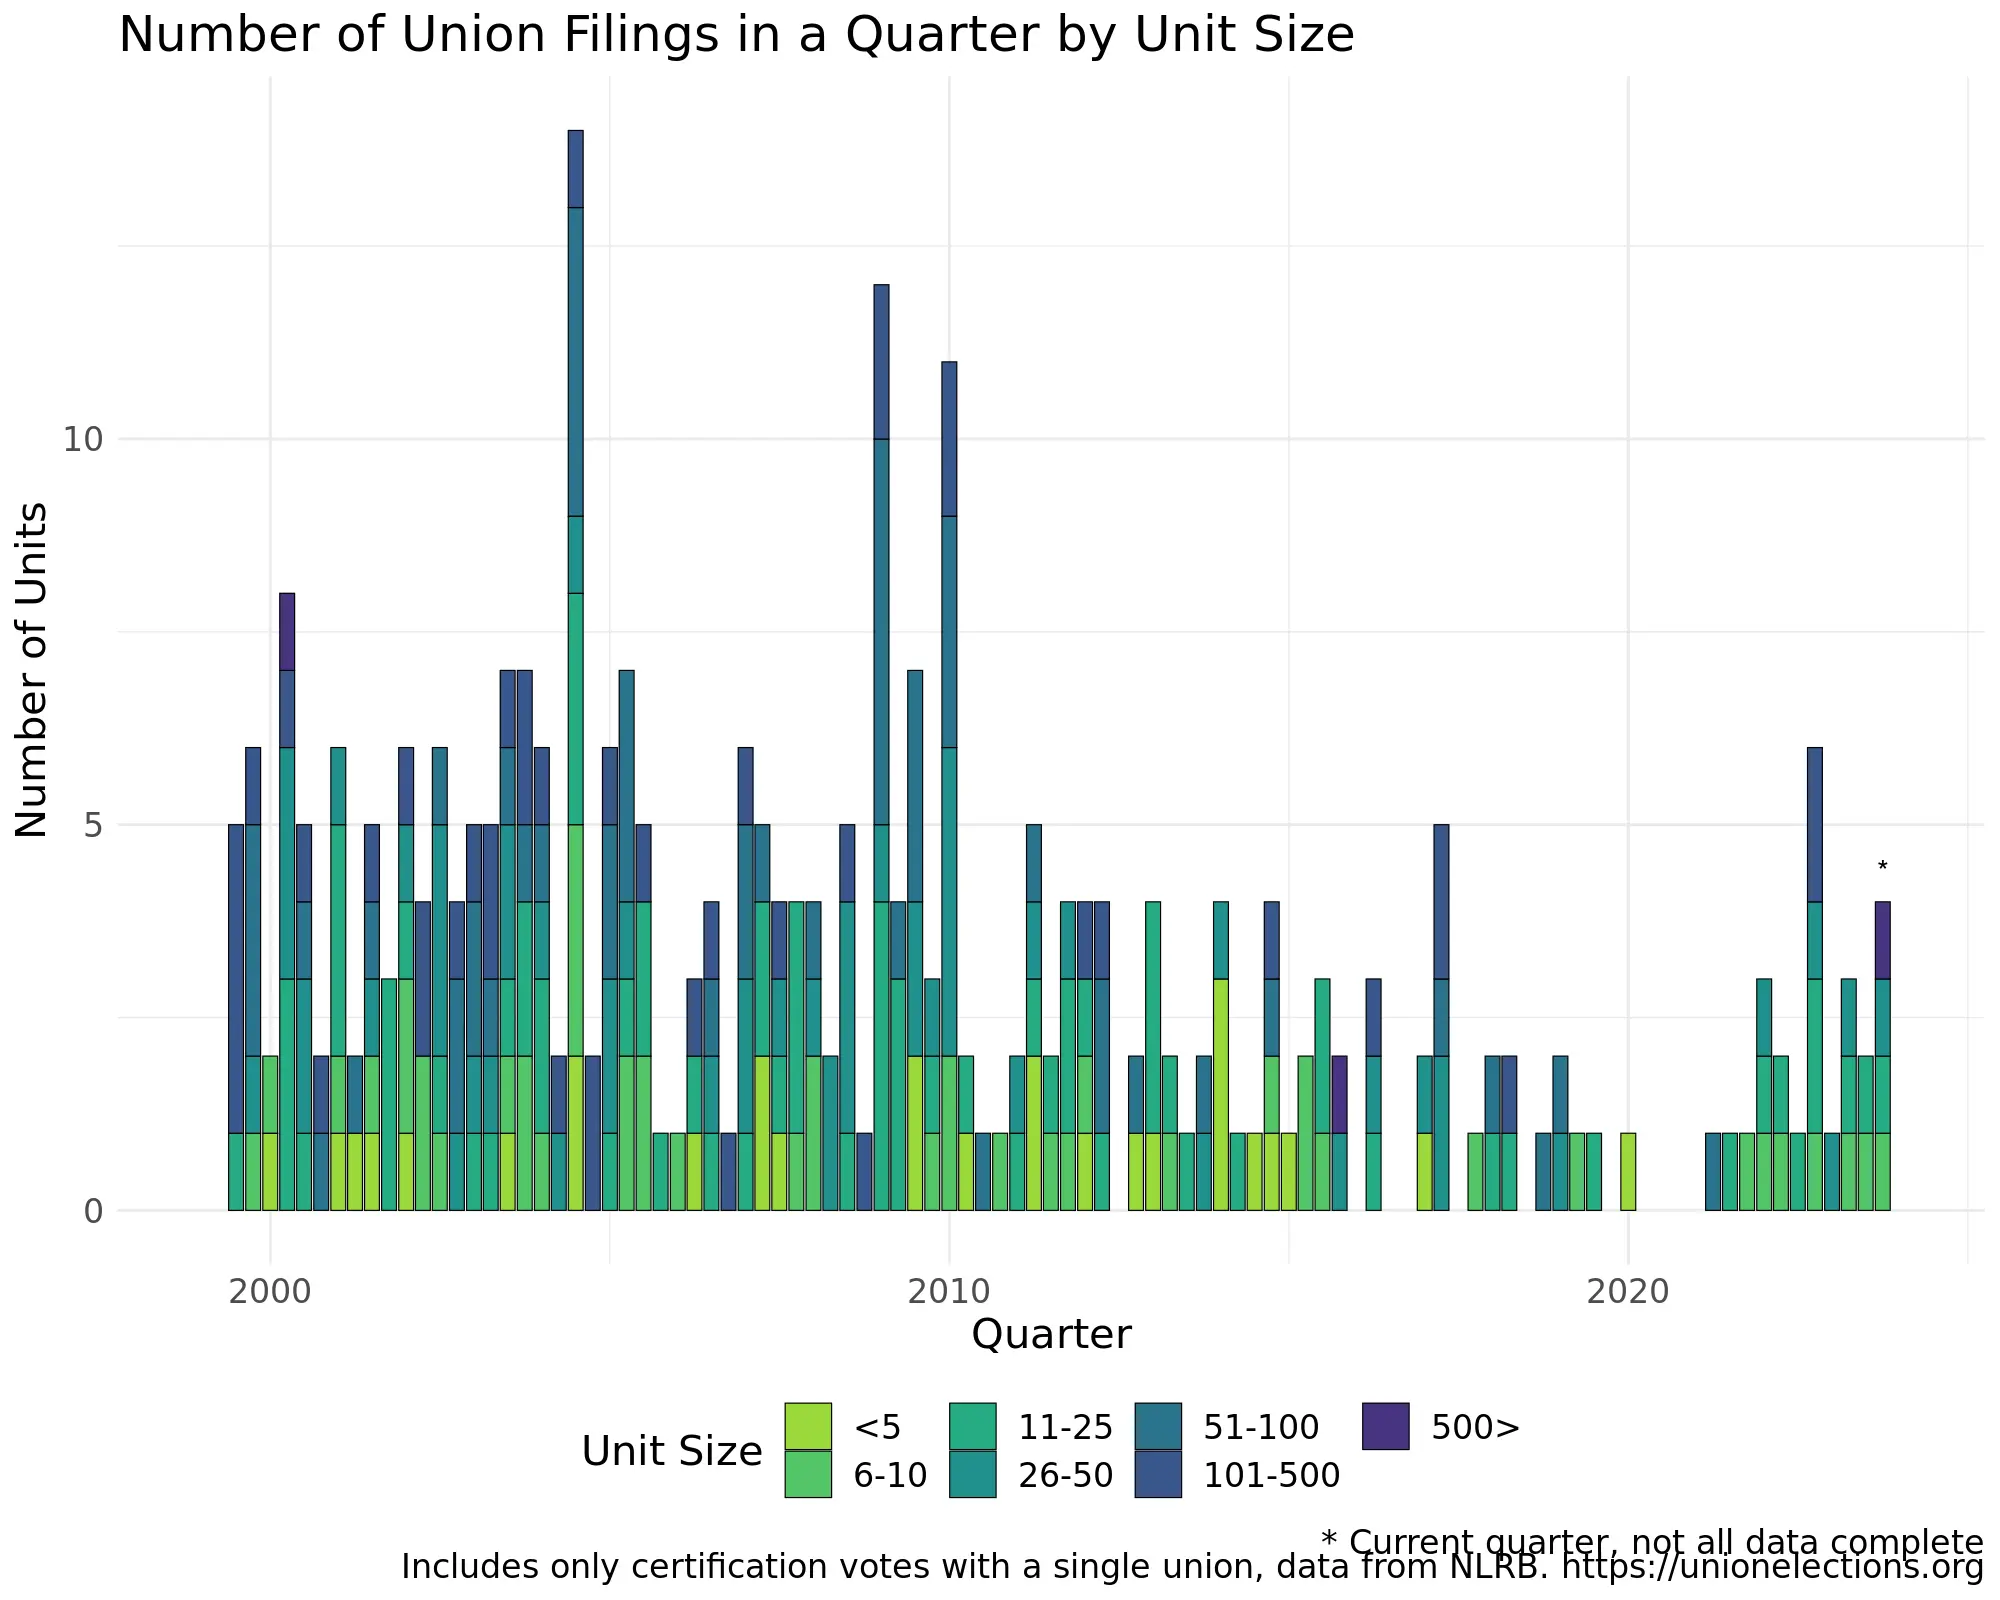 Number of Union Filings in a Quarter by Unit Size
Number of Units
10
5
0
*
2000 2010 2020
Quarter
Unit Size
<5 11-25 51-100 500>
6-10 26-50 101-500
* Current quarter, not all data complete
Includes only certification votes with a single union, data from NLRB. https://unionelections.org